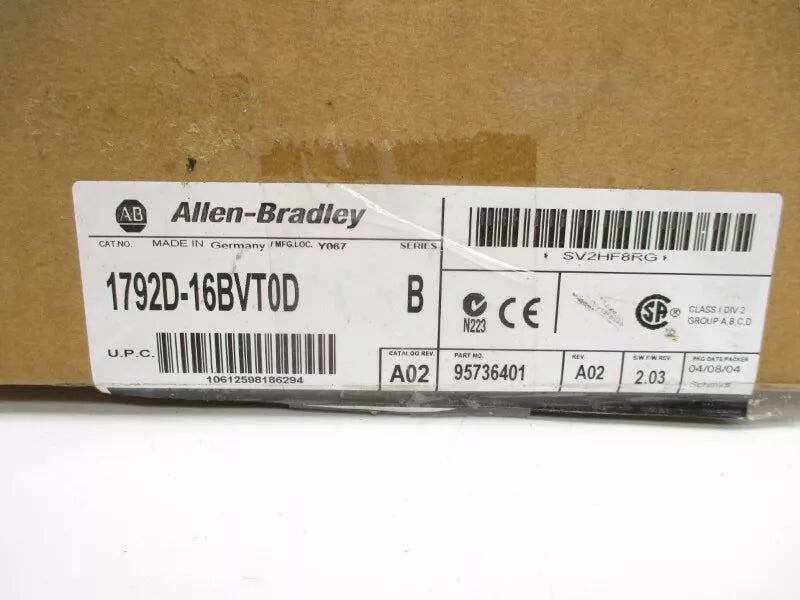 AB Allen-Bradley
CAT.NO. MADE IN Germany / MFG.LOC. Y067 SERIES
1792D-16BVT0D B
U.P.C.
10612598186294
* SV2HF8RG *
N223 CE SA ® CLASS I DIV 2
GROUP A,B,C,D
CATALOG REV. PART NO. REV. S/W F/W REV. PKG DATE/PACKER
A02 95736401 A02 2.03 04/08/04
Schmidt